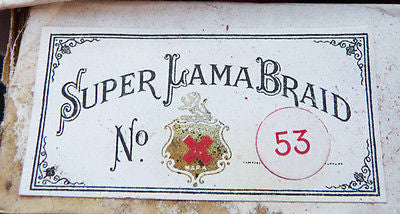 SUPER LAMA BRAID
No. 53